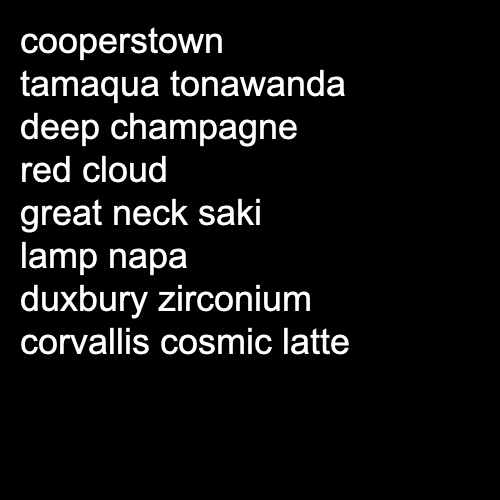 cooperstown
tamaqua tonawanda
deep champagne
red cloud
great neck saki
lamp napa
duxbury zirconium
corvallis cosmic latte